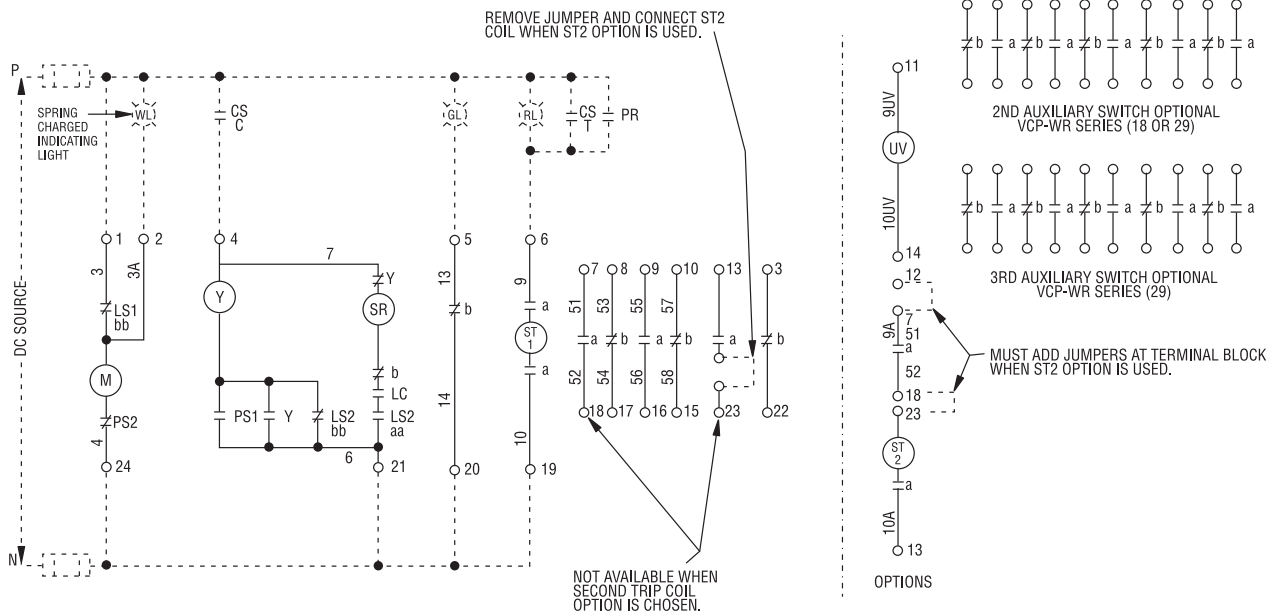 REMOVE JUMPER AND CONNECT ST2
COIL WHEN ST2 OPTION IS USED.
P
SPRING
CHARGED
INDICATING
LIGHT
WL
CS
C
GL
RL
CS
T
PR
DC SOURCE
1
2
4
5
6
3
3A
7
13
9
LS1
bb
Y
Y
SR
b
a
ST
1
a
M
PS2
4
24
PS1
Y
LS2
bb
b
LC
LS2
aa
6
21
14
20
10
19
N
7
8
9
10
13
3
51
53
55
57
a
b
a
b
a
b
52
54
56
58
18
17
16
15
23
22
NOT AVAILABLE WHEN
SECOND TRIP COIL
OPTION IS CHOSEN.
11
9UV
UV
10UV
14
12
7
9A
51
a
52
18
23
ST
2
a
10A
13
OPTIONS
b a b a b a b a b a
2ND AUXILIARY SWITCH OPTIONAL
VCP-WR SERIES (18 OR 29)
b a b a b a b a b a
3RD AUXILIARY SWITCH OPTIONAL
VCP-WR SERIES (29)
MUST ADD JUMPERS AT TERMINAL BLOCK
WHEN ST2 OPTION IS USED.